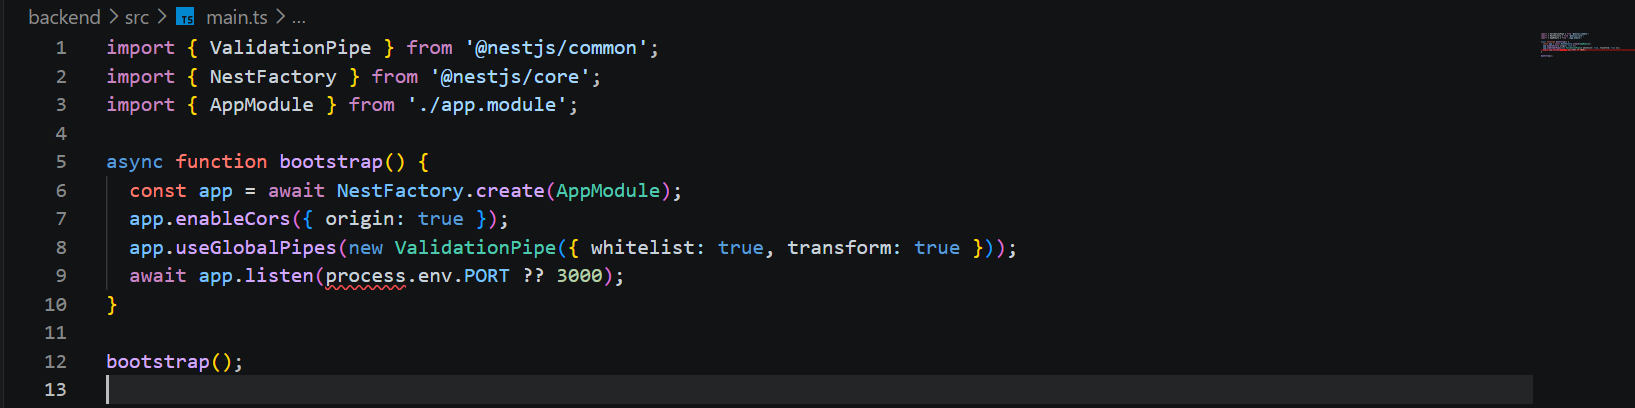 backend > src > TS main.ts > ...
1 import { ValidationPipe } from '@nestjs/common';
2 import { NestFactory } from '@nestjs/core';
3 import { AppModule } from './app.module';
4
5 async function bootstrap() {
6   const app = await NestFactory.create(AppModule);
7   app.enableCors({ origin: true });
8   app.useGlobalPipes(new ValidationPipe({ whitelist: true, transform: true }));
9   await app.listen(process.env.PORT ?? 3000);
10 }
11
12 bootstrap();
13